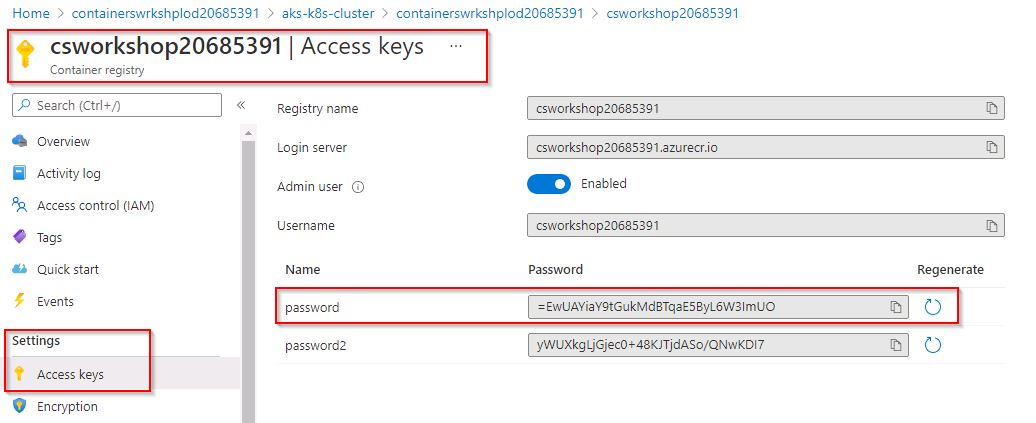 Home > containerswrkshplod20685391 > aks-k8s-cluster > containerswrkshplod20685391 > csworkshop20685391
csworkshop20685391 | Access keys ...
Container registry
Search (Ctrl+/)
«
Overview
Activity log
Access control (IAM)
Tags
Quick start
Events
Settings
Access keys
Encryption
Registry name csworkshop20685391
Login server csworkshop20685391.azurecr.io
Admin user Enabled
Username csworkshop20685391
Name Password Regenerate
password =EwUAYiaY9tGukMdBTqaE5ByL6W3ImUO
password2 yWUXkgLjGjec0+48KJTjdASo/QNwKDI7